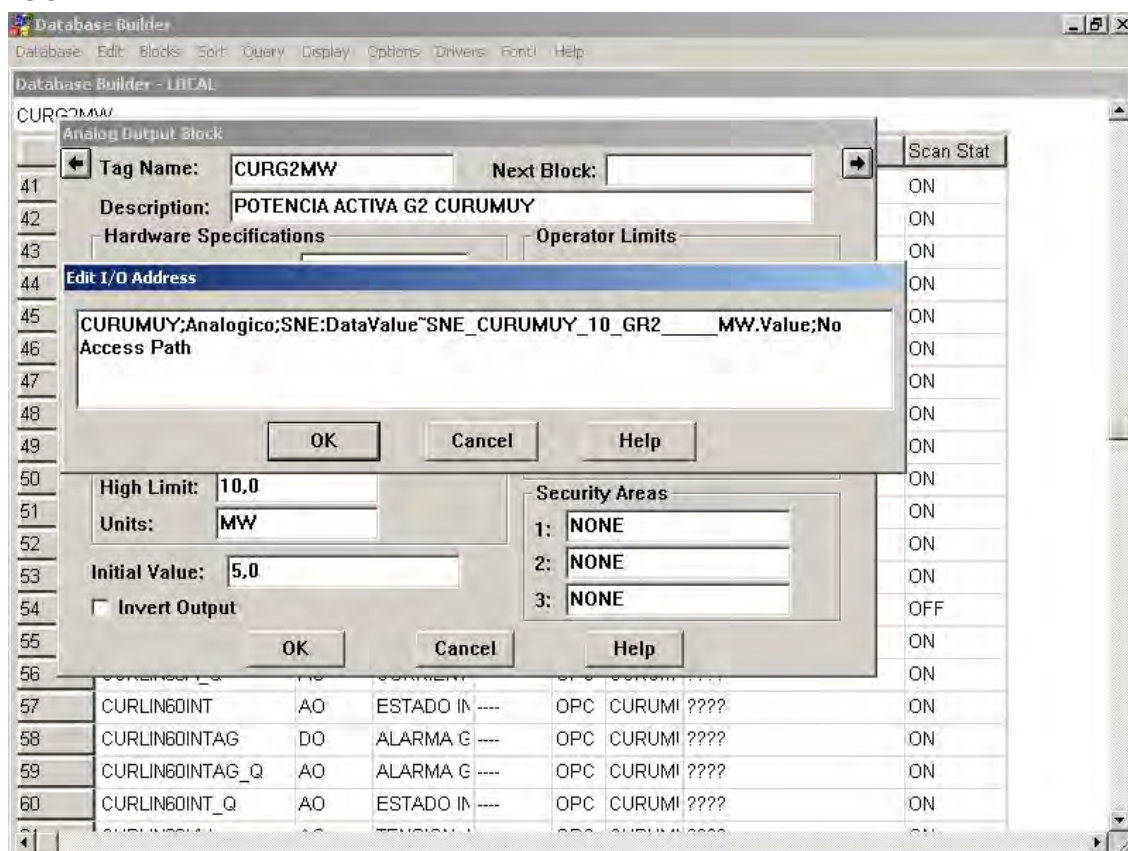 Database Builder
Database Edit Blocks Sort Query Display Options Drivers Font! Help
Database Builder - LOCAL
CURG2MW
Analog Output Block
Tag Name: CURG2MW Next Block:
Description: POTENCIA ACTIVA G2 CURUMUY
Hardware Specifications Operator Limits
Edit I/O Address
CURUMUY;Analogico;SNE:DataValue~SNE_CURUMUY_10_GR2_____MW.Value;No
Access Path
OK Cancel Help
High Limit: 10,0
Units: MW
Initial Value: 5,0
Invert Output
Security Areas
1: NONE
2: NONE
3: NONE
OK Cancel Help
Scan Stat
41 ON
42 ON
43 ON
44 ON
45 ON
46 ON
47 ON
48 ON
49 ON
50 ON
51 ON
52 ON
53 ON
54 OFF
55 ON
56 ON
57 CURLIN60INT AO ESTADO IN ---- OPC CURUMI ???? ON
58 CURLIN60INTAG DO ALARMA G ---- OPC CURUMI ???? ON
59 CURLIN60INTAG_Q AO ALARMA G ---- OPC CURUMI ???? ON
60 CURLIN60INT_Q AO ESTADO IN ---- OPC CURUMI ???? ON